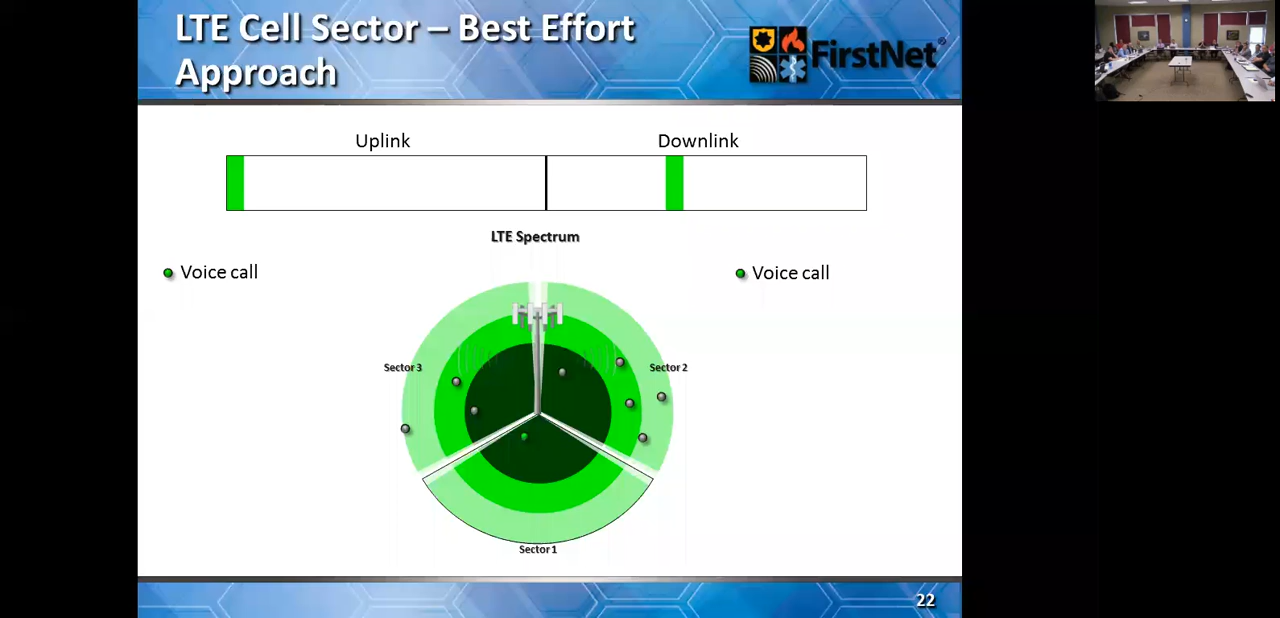 LTE Cell Sector – Best Effort
Approach
FirstNet®
Uplink
Downlink
LTE Spectrum
Voice call
Voice call
Sector 3
Sector 2
Sector 1
22